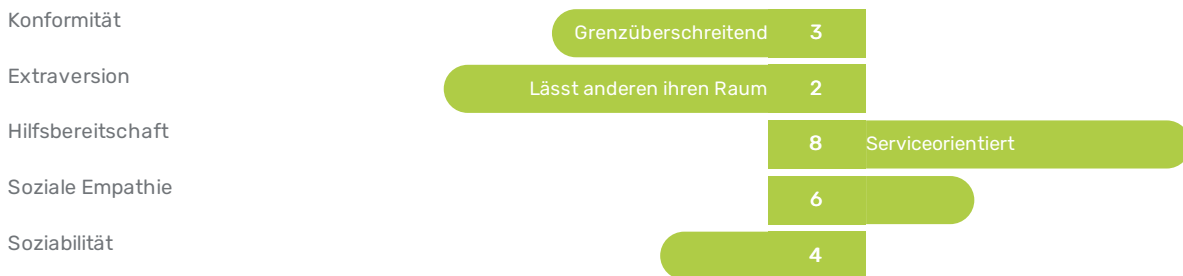 Konformität
Grenzüberschreitend 3
Extraversion
Lässt anderen ihren Raum 2
Hilfsbereitschaft
8 Serviceorientiert
Soziale Empathie
6
Soziabilität
4